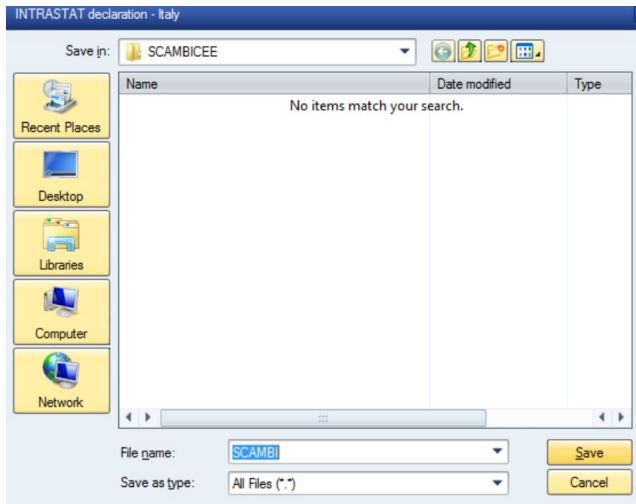 INTRASTAT declaration - Italy
Save in: SCAMBICEE
Name Date modified Type
No items match your search.
Recent Places
Desktop
Libraries
Computer
Network
File name: SCAMBI Save
Save as type: All Files (*.*) Cancel